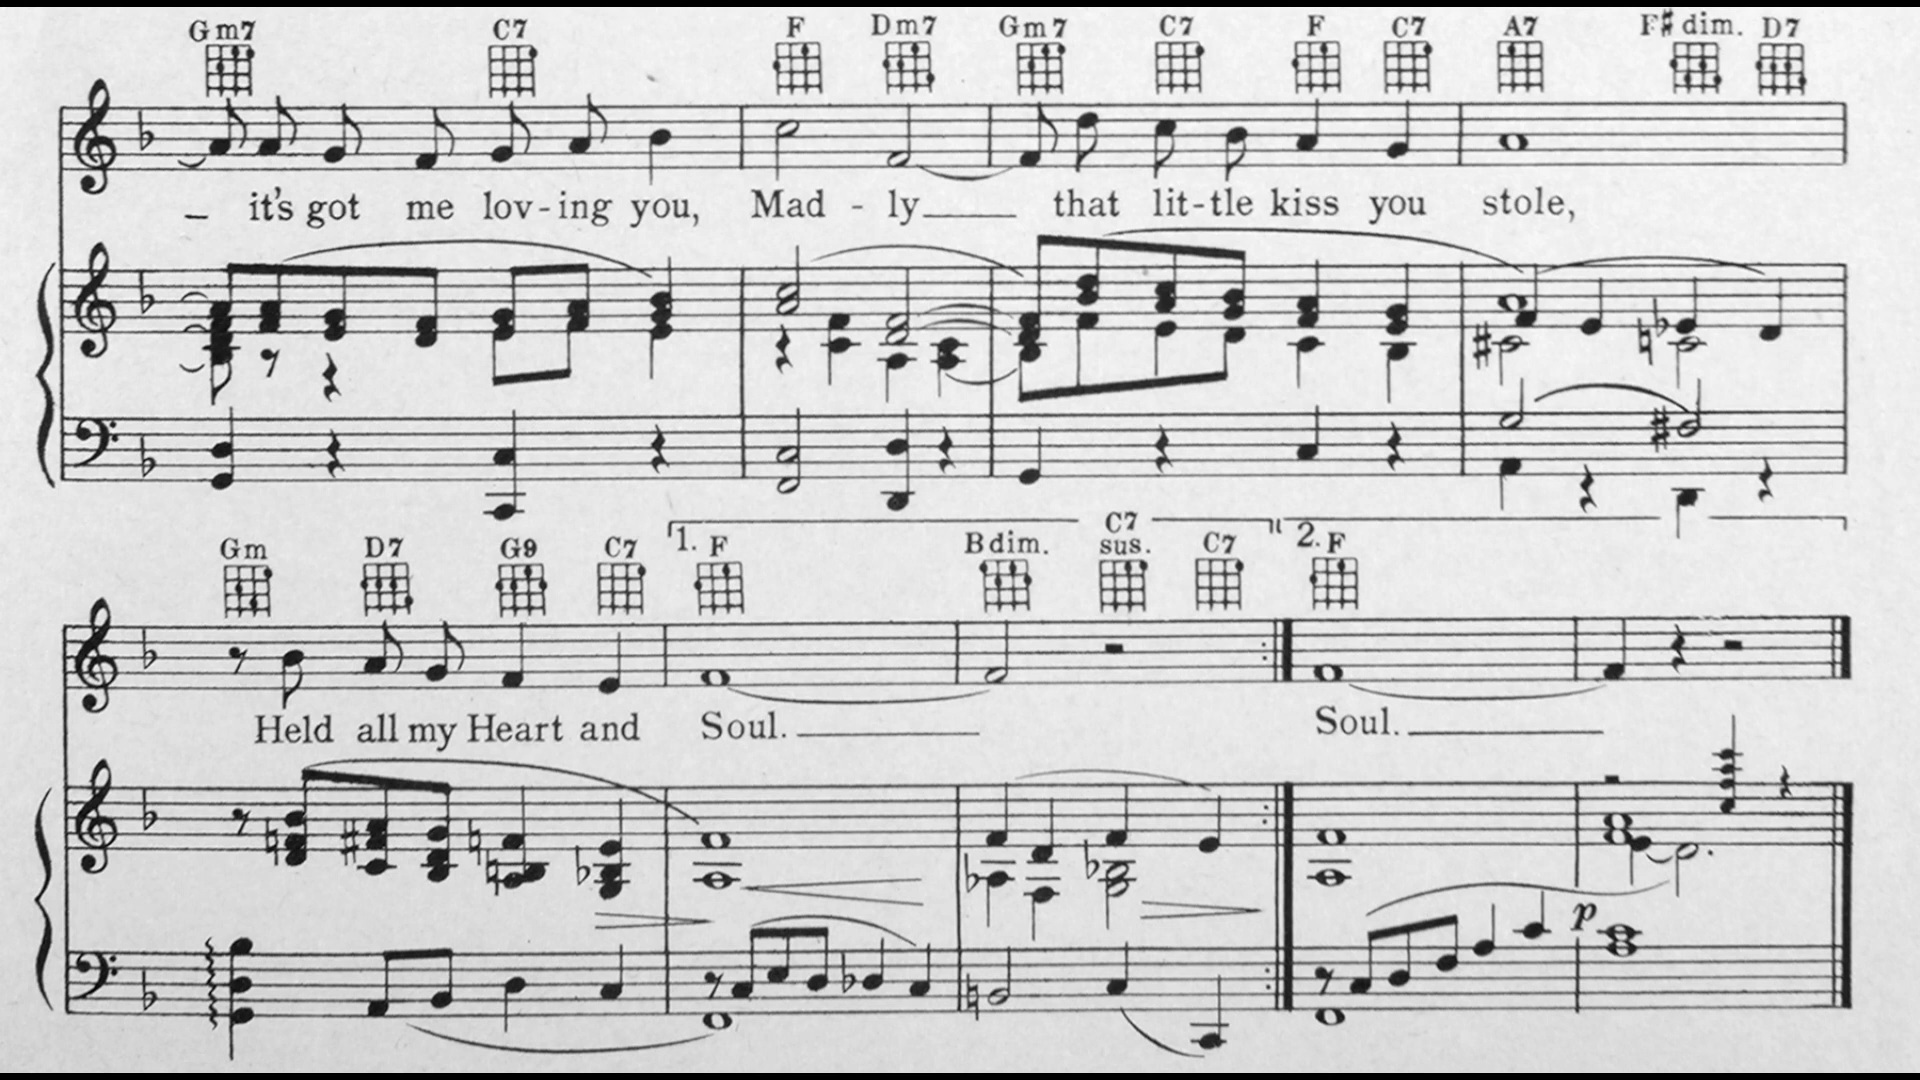 Gm7 C7 F Dm7 Gm7 C7 F C7 A7 F♯dim. D7
it's got me lov-ing you, Mad - ly that lit-tle kiss you stole,
Gm D7 G9 C7 1. F Bdim. C7 sus. C7 2. F
Held all my Heart and Soul. Soul.
p